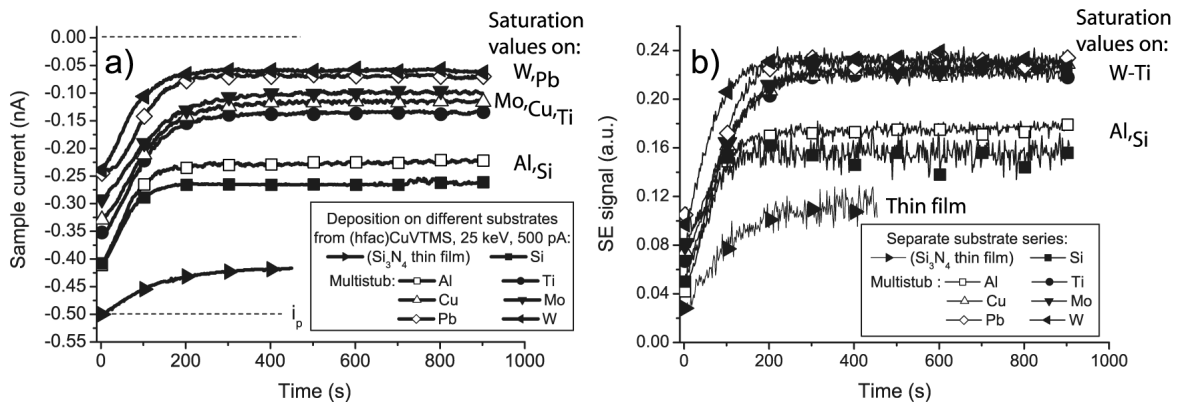 Saturation
values on:
a)
W,Pb
Mo,Cu,Ti
Al,Si
0.00
-0.05
-0.10
-0.15
-0.20
-0.25
-0.30
-0.35
-0.40
-0.45
-0.50
-0.55
Sample current (nA)
Deposition on different substrates
from (hfac)CuVTMS, 25 keV, 500 pA:
(Si₃N₄ thin film) Si
Multistub: Al Ti
Cu Mo
Pb W
iₚ
0 200 400 600 800 1000
Time (s)
Saturation
values on:
b)
W-Ti
Al,Si
Thin film
0.24
0.20
0.16
0.12
0.08
0.04
0.00
SE signal (a.u.)
Separate substrate series:
(Si₃N₄ thin film) Si
Multistub : Al Ti
Cu Mo
Pb W
0 200 400 600 800 1000
Time (s)